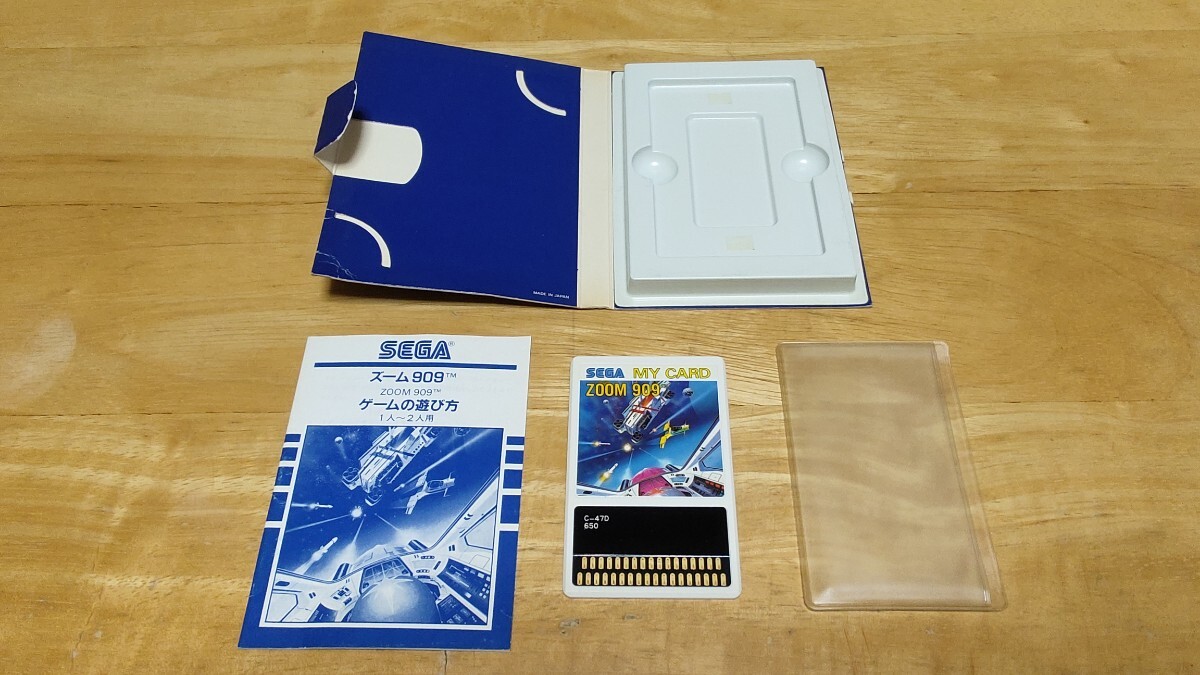 MADE IN JAPAN
SEGA®
ズーム909™
ZOOM 909™
ゲームの遊び方
1人〜2人用
SEGA MY CARD
ZOOM 909
C-47D
650